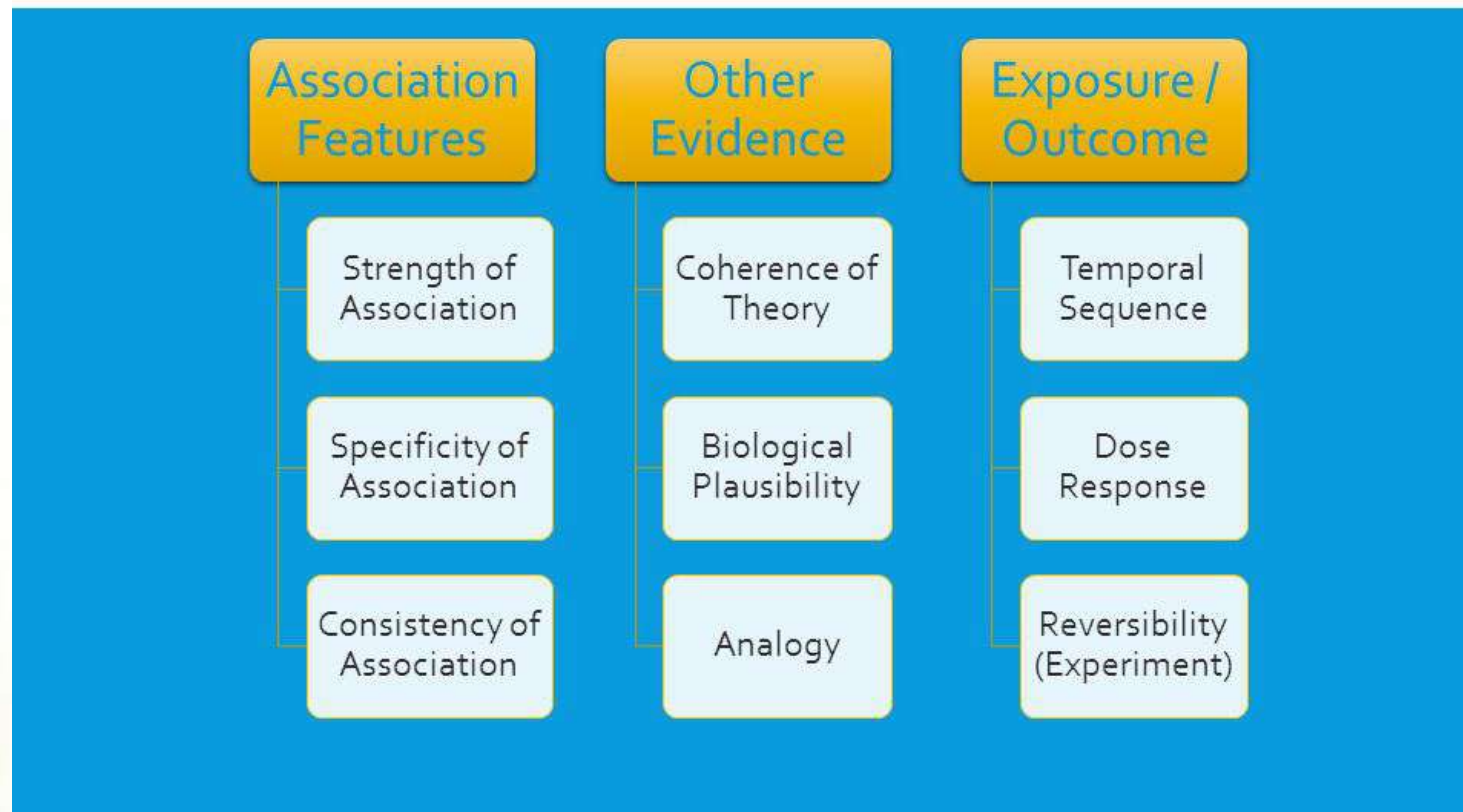 Association
Features
Strength of
Association
Specificity of
Association
Consistency of
Association
Other
Evidence
Coherence of
Theory
Biological
Plausibility
Analogy
Exposure /
Outcome
Temporal
Sequence
Dose
Response
Reversibility
(Experiment)